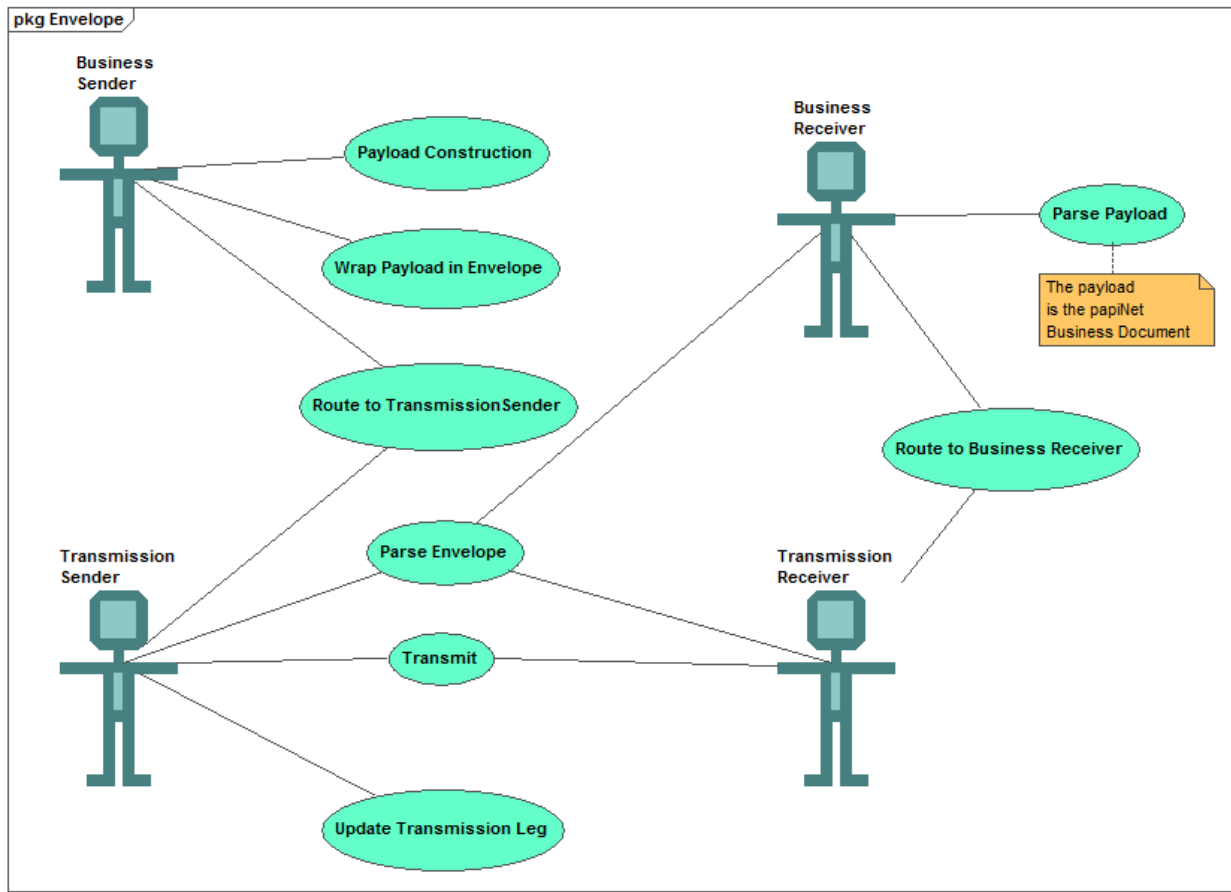 pkg Envelope
Business
Sender
Business
Receiver
Payload Construction
Parse Payload
Wrap Payload in Envelope
The payload
is the papiNet
Business Document
Route to TransmissionSender
Route to Business Receiver
Transmission
Sender
Parse Envelope
Transmission
Receiver
Transmit
Update Transmission Leg